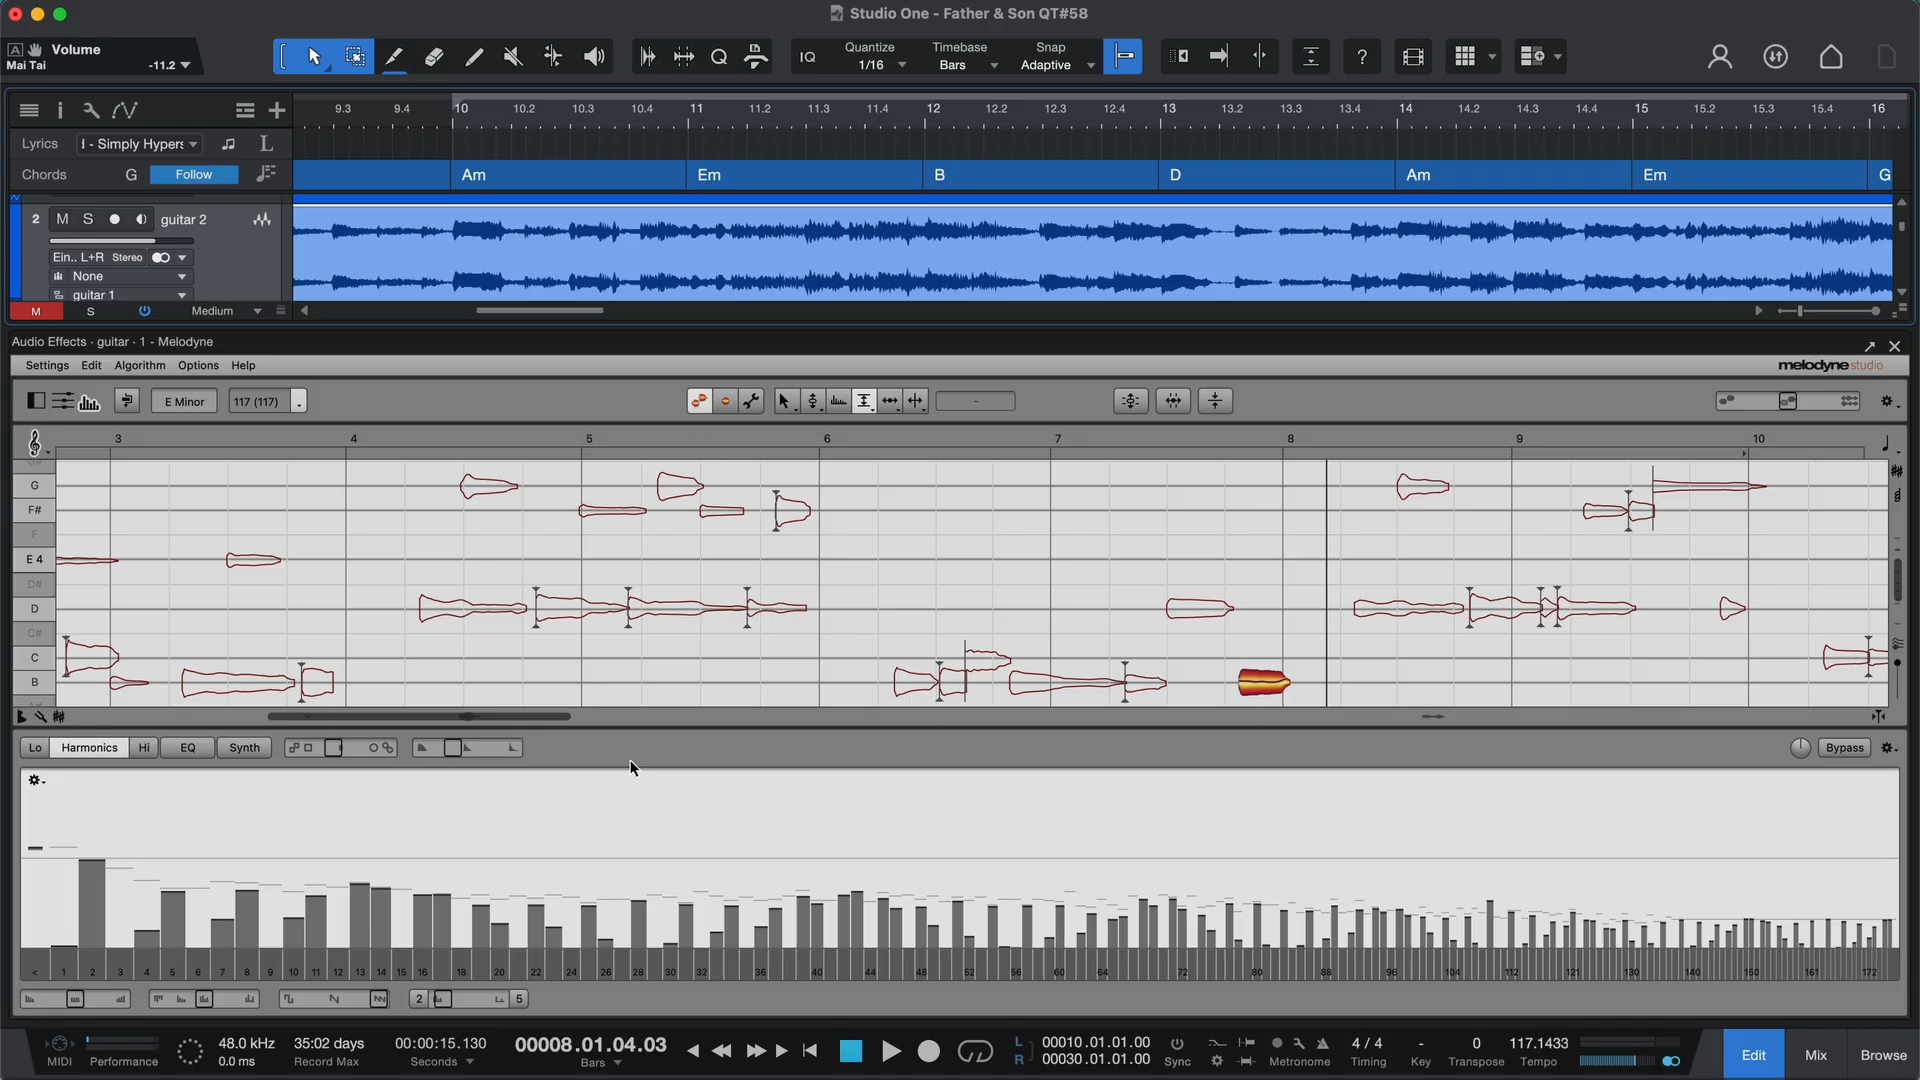 Studio One - Father & Son QT#58
Volume
Mai Tai
-11.2
IQ
Quantize
1/16
Timebase
Bars
Snap
Adaptive
?
9.3 9.4 10 10.2 10.3 10.4 11 11.2 11.3 11.4 12 12.2 12.3 12.4 13 13.2 13.3 13.4 14 14.2 14.3 14.4 15 15.2 15.3 15.4 16
Lyrics
L
Chords G Follow
Am Em B D Am Em G
2 M S guitar 2
Ein.. L+R Stereo
None
guitar 1
M S Medium
Audio Effects · guitar · 1 - Melodyne
Settings Edit Algorithm Options Help
melodyne studio
E Minor 117 (117) -
3 4 5 6 7 8 9 10
G
F#
F
E 4
D#
D
C#
C
B
Lo Harmonics Hi EQ Synth
Bypass
< 1 2 3 4 5 6 7 8 9 10 11 12 13 14 15 16 18 20 22 24 26 28 30 32 36 40 44 48 52 56 60 64 72 80 88 96 104 112 121 130 140 150 161 172
2 5
MIDI
Performance
48.0 kHz
0.0 ms
35:02 days
Record Max
00:00:15.130
Seconds
00008.01.04.03
Bars
L 00010.01.01.00
R 00030.01.01.00
Sync
Metronome
4 / 4
Timing
-
Key
0
Transpose
117.1433
Tempo
Edit Mix Browse